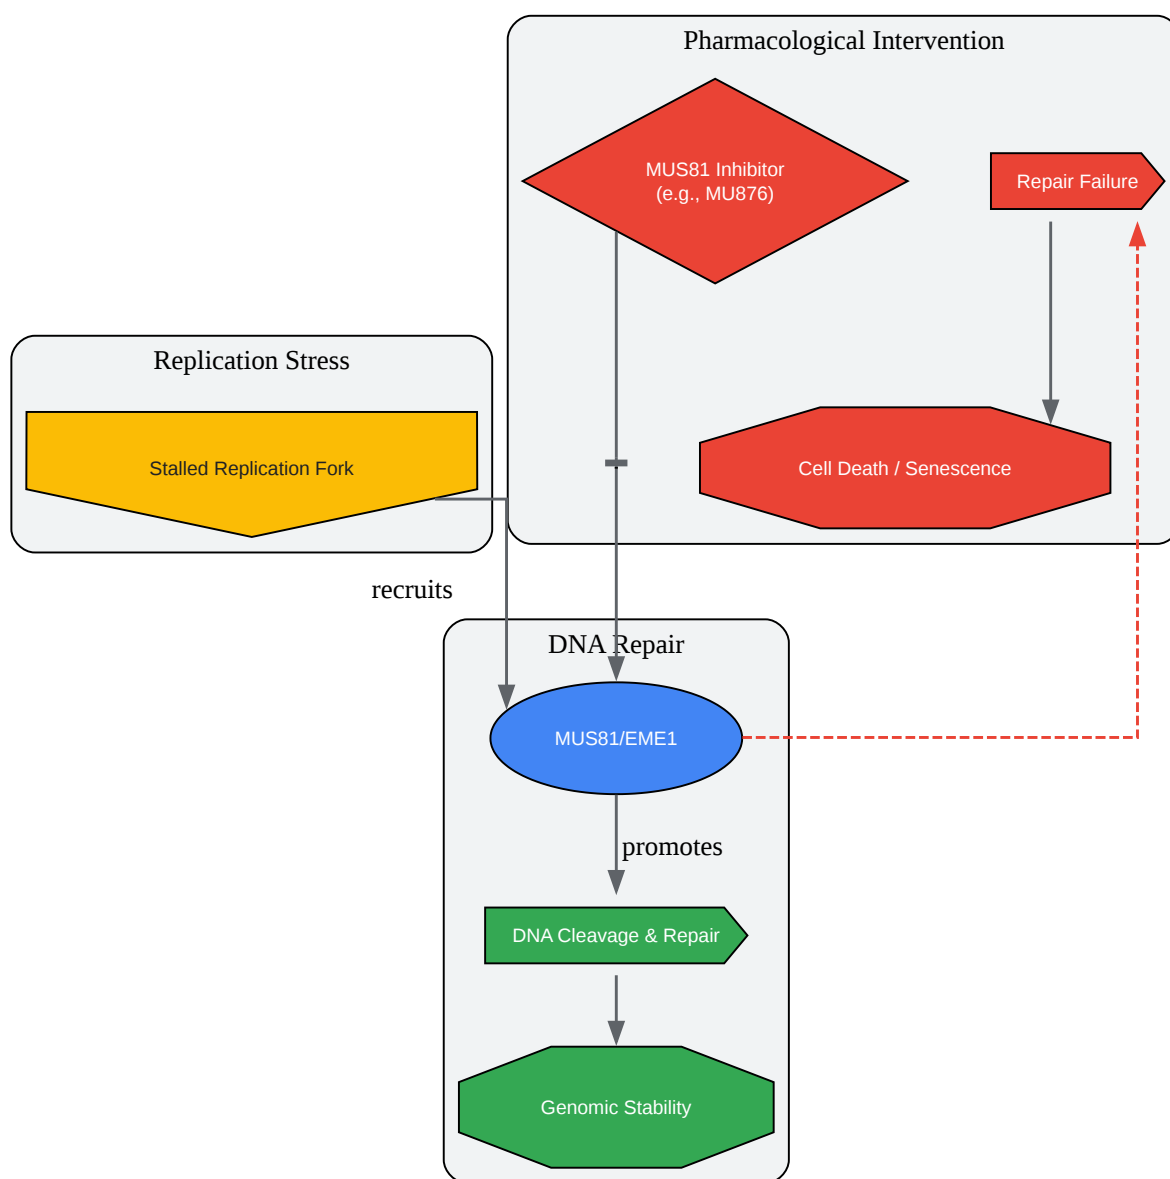 Pharmacological Intervention
MUS81 Inhibitor
(e.g., MU876)
Repair Failure
Replication Stress
Stalled Replication Fork
Cell Death / Senescence
recruits
DNA Repair
MUS81/EME1
promotes
DNA Cleavage & Repair
Genomic Stability